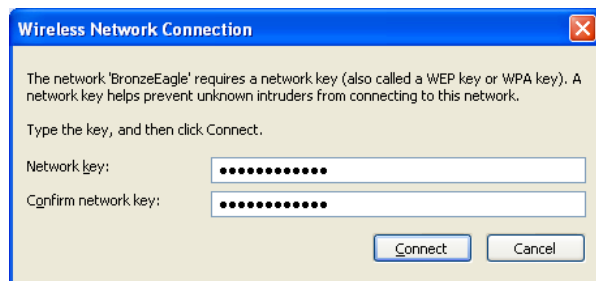 Wireless Network Connection
The network 'BronzeEagle' requires a network key (also called a WEP key or WPA key). A
network key helps prevent unknown intruders from connecting to this network.
Type the key, and then click Connect.
Network key: ••••••••••••
Confirm network key: ••••••••••••
Connect Cancel